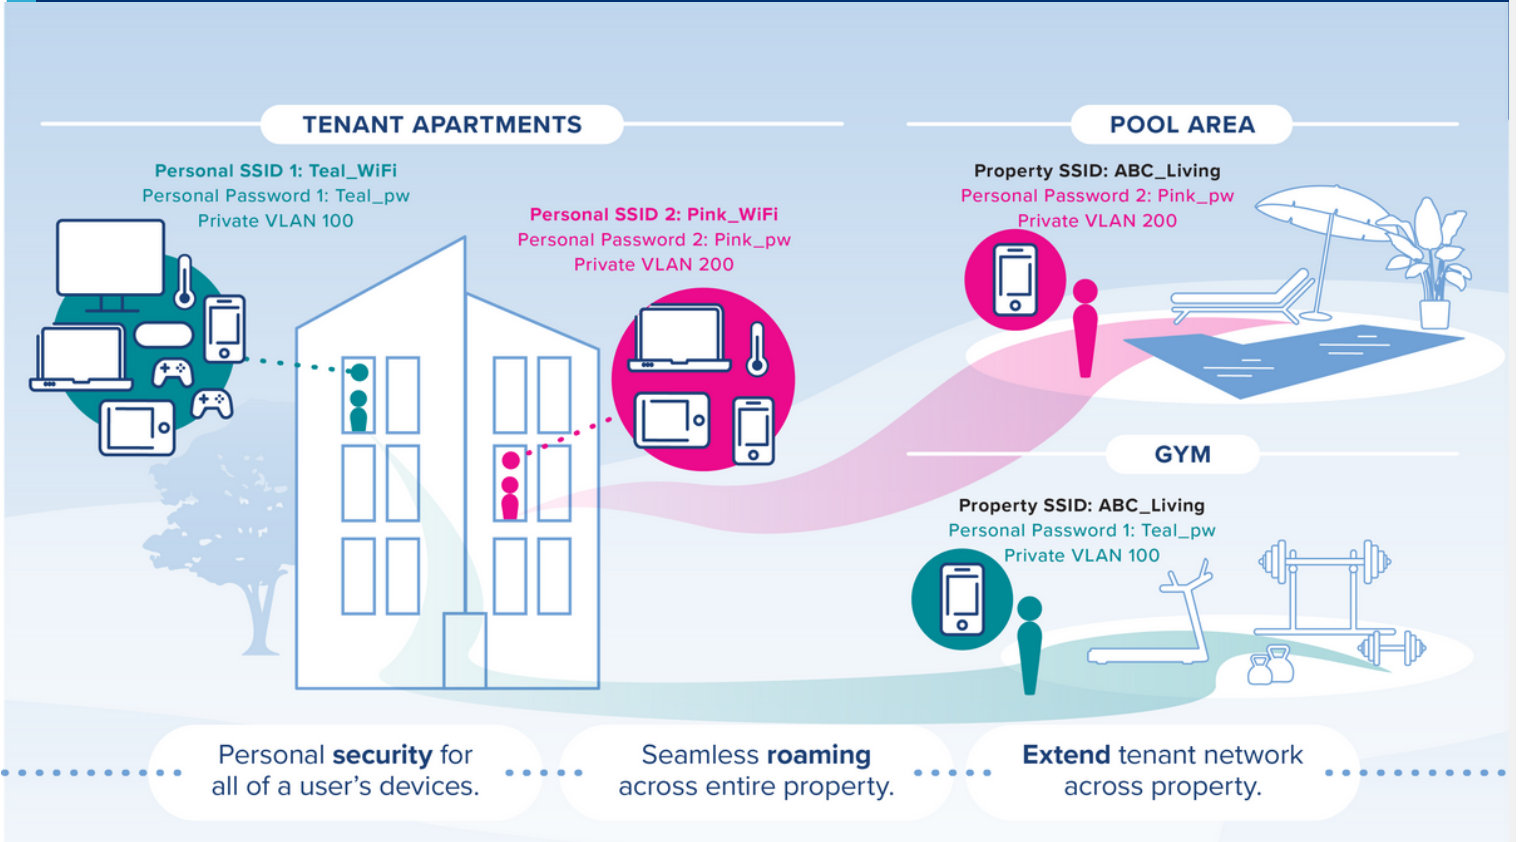 TENANT APARTMENTS
Personal SSID 1: Teal_WiFi
Personal Password 1: Teal_pw
Private VLAN 100
Personal SSID 2: Pink_WiFi
Personal Password 2: Pink_pw
Private VLAN 200
POOL AREA
Property SSID: ABC_Living
Personal Password 2: Pink_pw
Private VLAN 200
GYM
Property SSID: ABC_Living
Personal Password 1: Teal_pw
Private VLAN 100
Personal security for
all of a user's devices.
Seamless roaming
across entire property.
Extend tenant network
across property.